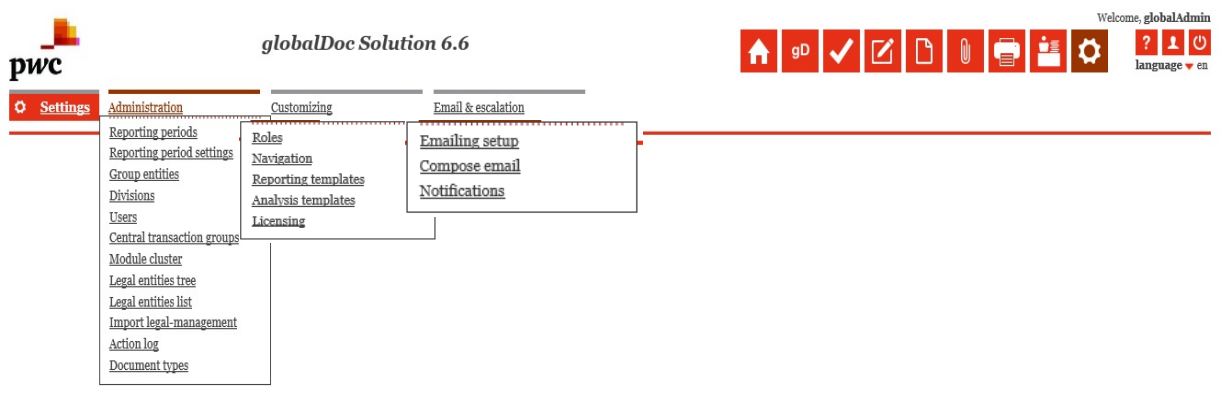 Welcome, globalAdmin
pwc
globalDoc Solution 6.6
gD
?
language en
Settings
Administration
Customizing
Email & escalation
Reporting periods
Reporting period settings
Group entities
Divisions
Users
Central transaction groups
Module cluster
Legal entities tree
Legal entities list
Import legal-management
Action log
Document types
Roles
Navigation
Reporting templates
Analysis templates
Licensing
Emailing setup
Compose email
Notifications